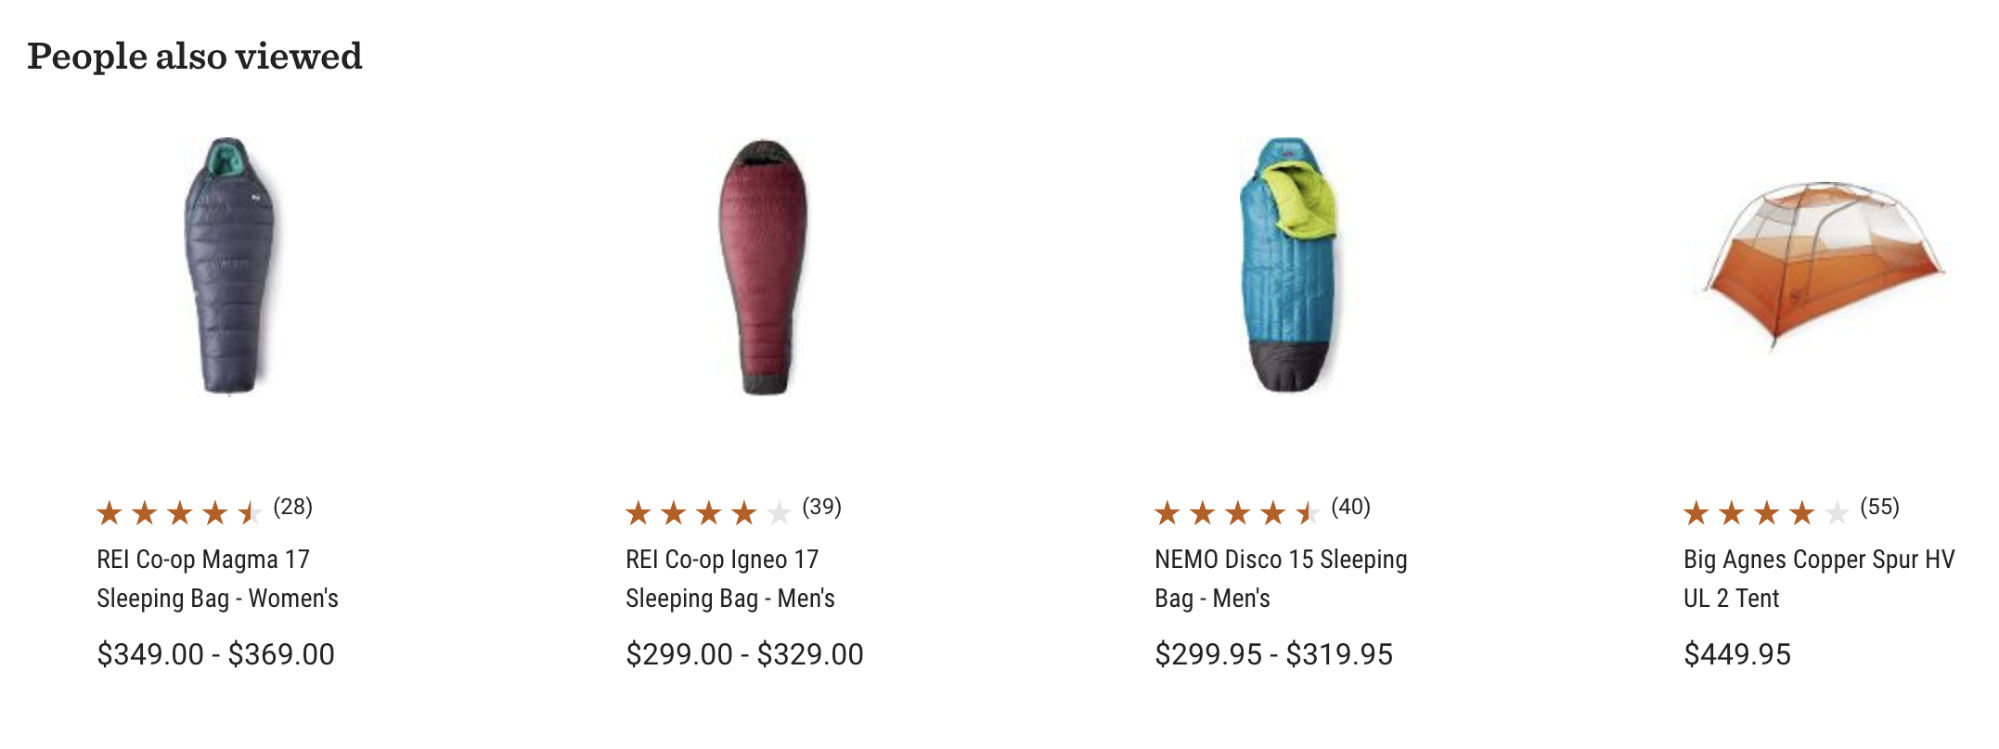 People also viewed
(28)
REI Co-op Magma 17
Sleeping Bag - Women's
$349.00 - $369.00
(39)
REI Co-op Igneo 17
Sleeping Bag - Men's
$299.00 - $329.00
(40)
NEMO Disco 15 Sleeping
Bag - Men's
$299.95 - $319.95
(55)
Big Agnes Copper Spur HV
UL 2 Tent
$449.95